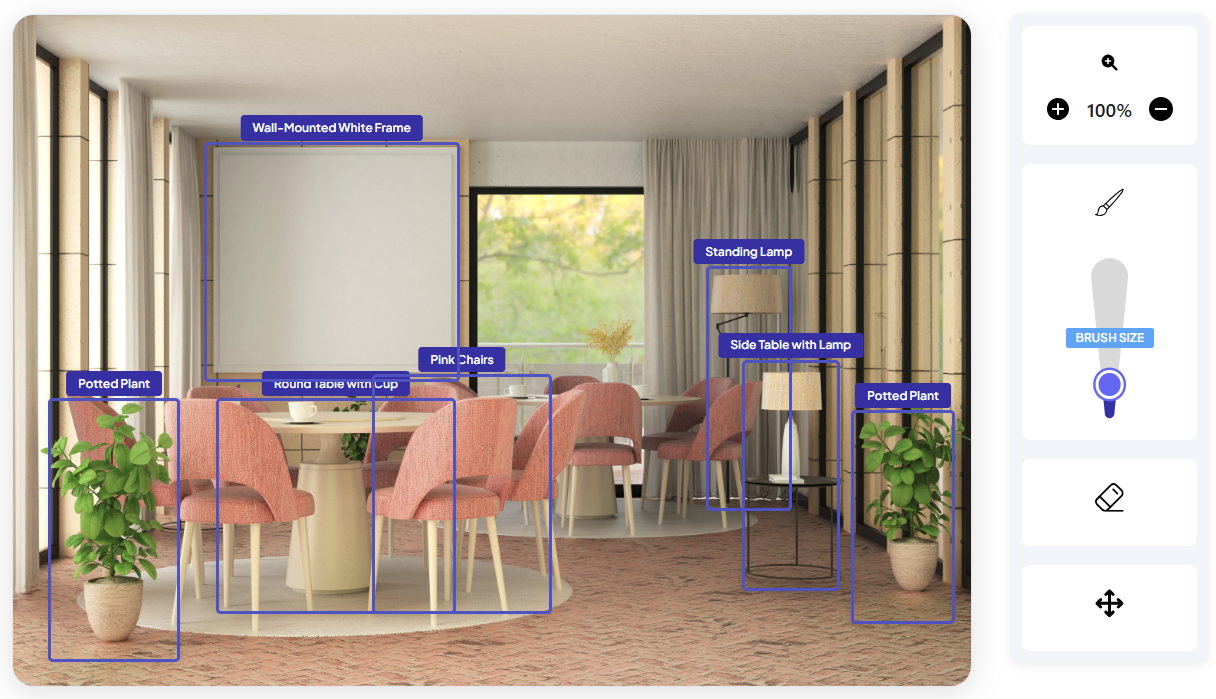 Wall-Mounted White Frame
100%
Standing Lamp
BRUSH SIZE
Side Table with Lamp
Pink Chairs
Potted Plant
Round Table with Cup
Potted Plant